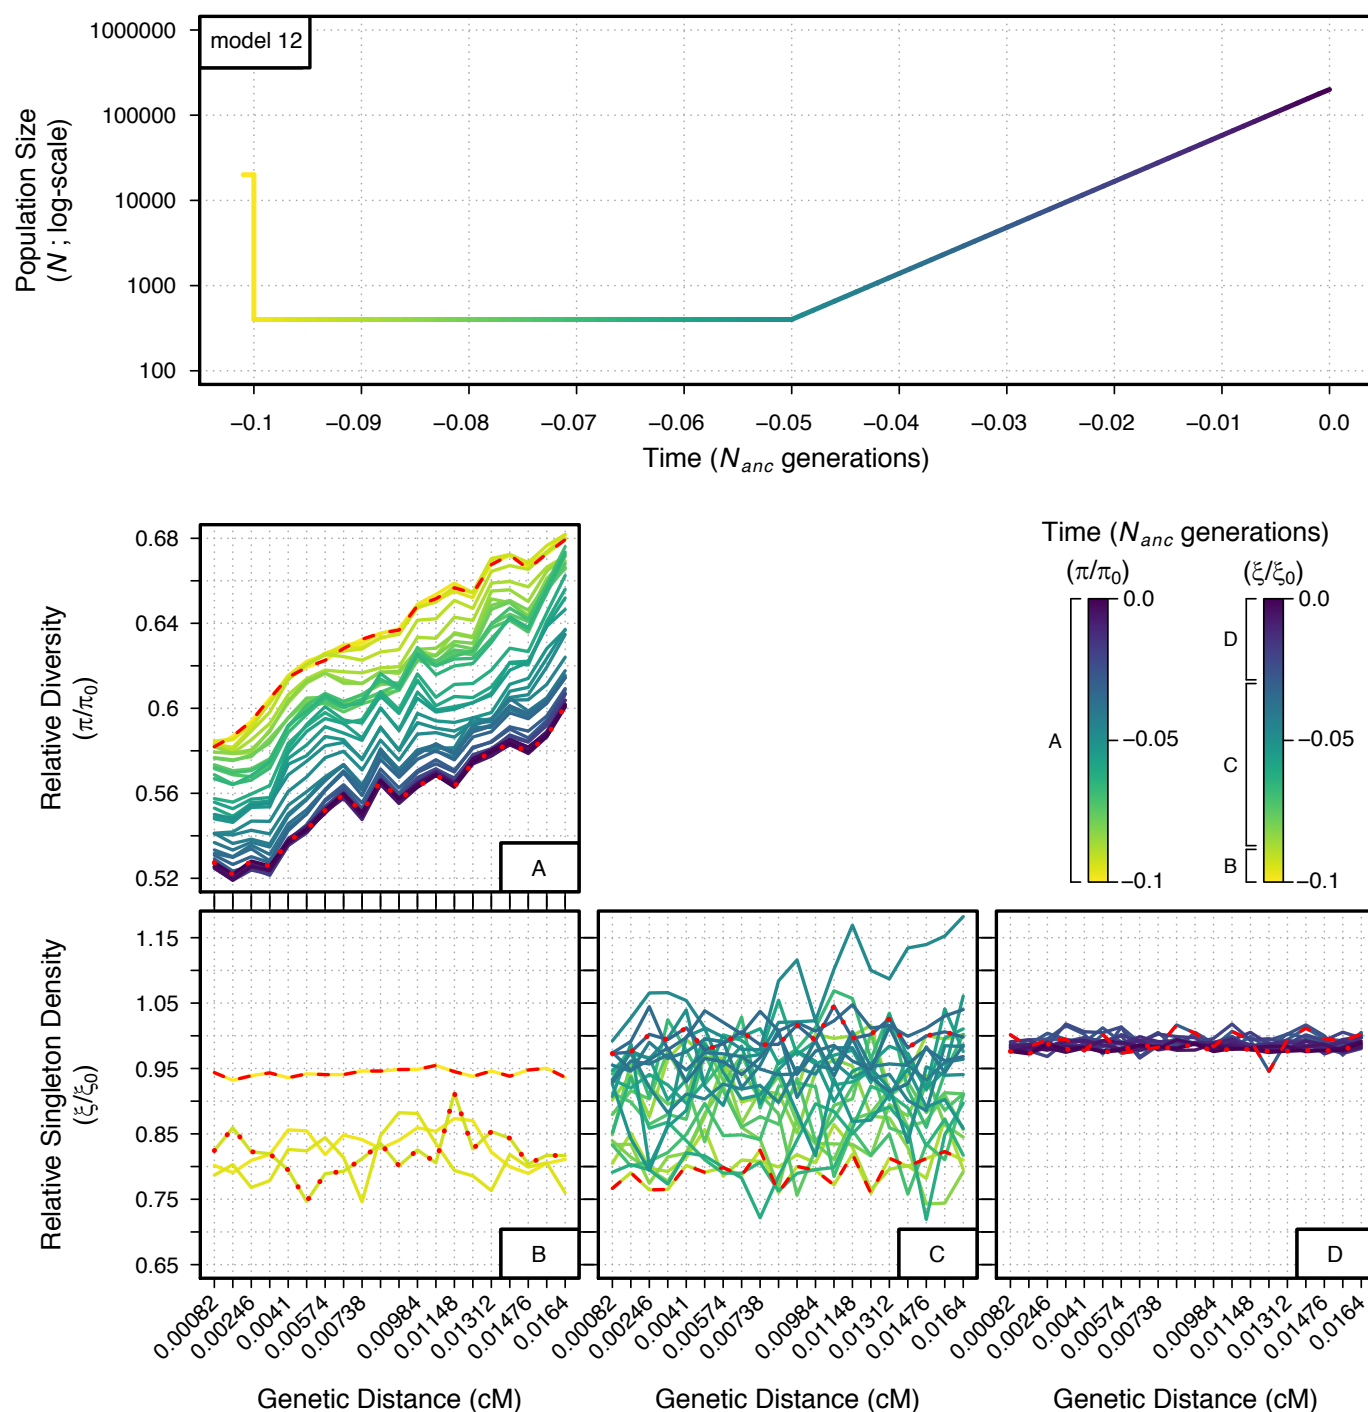 model 12
Population Size
(N ; log-scale)
1000000
100000
10000
1000
100
−0.1 −0.09 −0.08 −0.07 −0.06 −0.05 −0.04 −0.03 −0.02 −0.01 0.0
Time (Nanc generations)
Relative Diversity
(π/π0)
0.68
0.64
0.6
0.56
0.52
A
Time (Nanc generations)
(π/π0) (ξ/ξ0)
0.0 0.0
D
A
−0.05 −0.05
C
B
−0.1 −0.1
Relative Singleton Density
(ξ/ξ0)
1.15
1.05
0.95
0.85
0.75
0.65
B C D
0.00082 0.00246 0.0041 0.00574 0.00738 0.00984 0.01148 0.01312 0.01476 0.0164
0.00082 0.00246 0.0041 0.00574 0.00738 0.00984 0.01148 0.01312 0.01476 0.0164
0.00082 0.00246 0.0041 0.00574 0.00738 0.00984 0.01148 0.01312 0.01476 0.0164
Genetic Distance (cM) Genetic Distance (cM) Genetic Distance (cM)